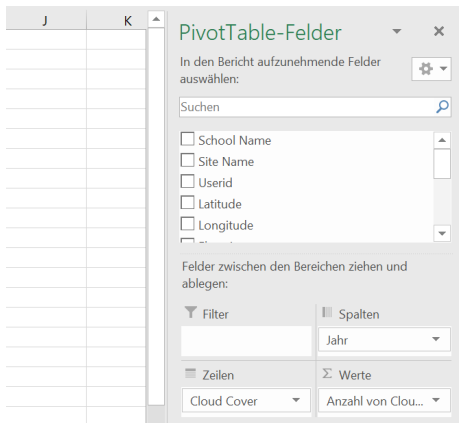 J K
PivotTable-Felder
In den Bericht aufzunehmende Felder
auswählen:
Suchen
School Name
Site Name
Userid
Latitude
Longitude
Felder zwischen den Bereichen ziehen und
ablegen:
Filter Spalten
Jahr
Zeilen Σ Werte
Cloud Cover Anzahl von Clou...